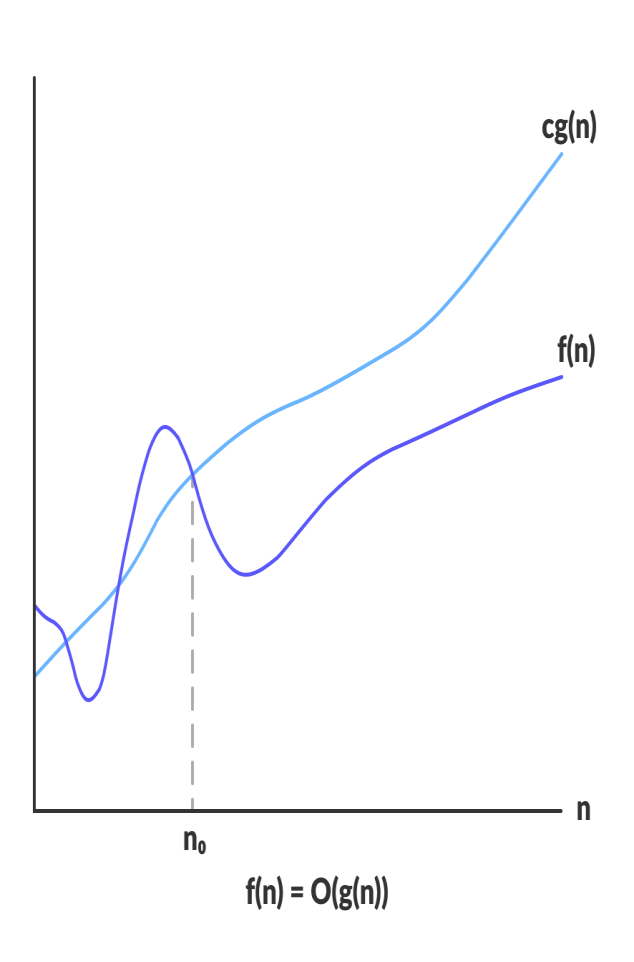 cg(n)
f(n)
n
n₀
f(n) = O(g(n))